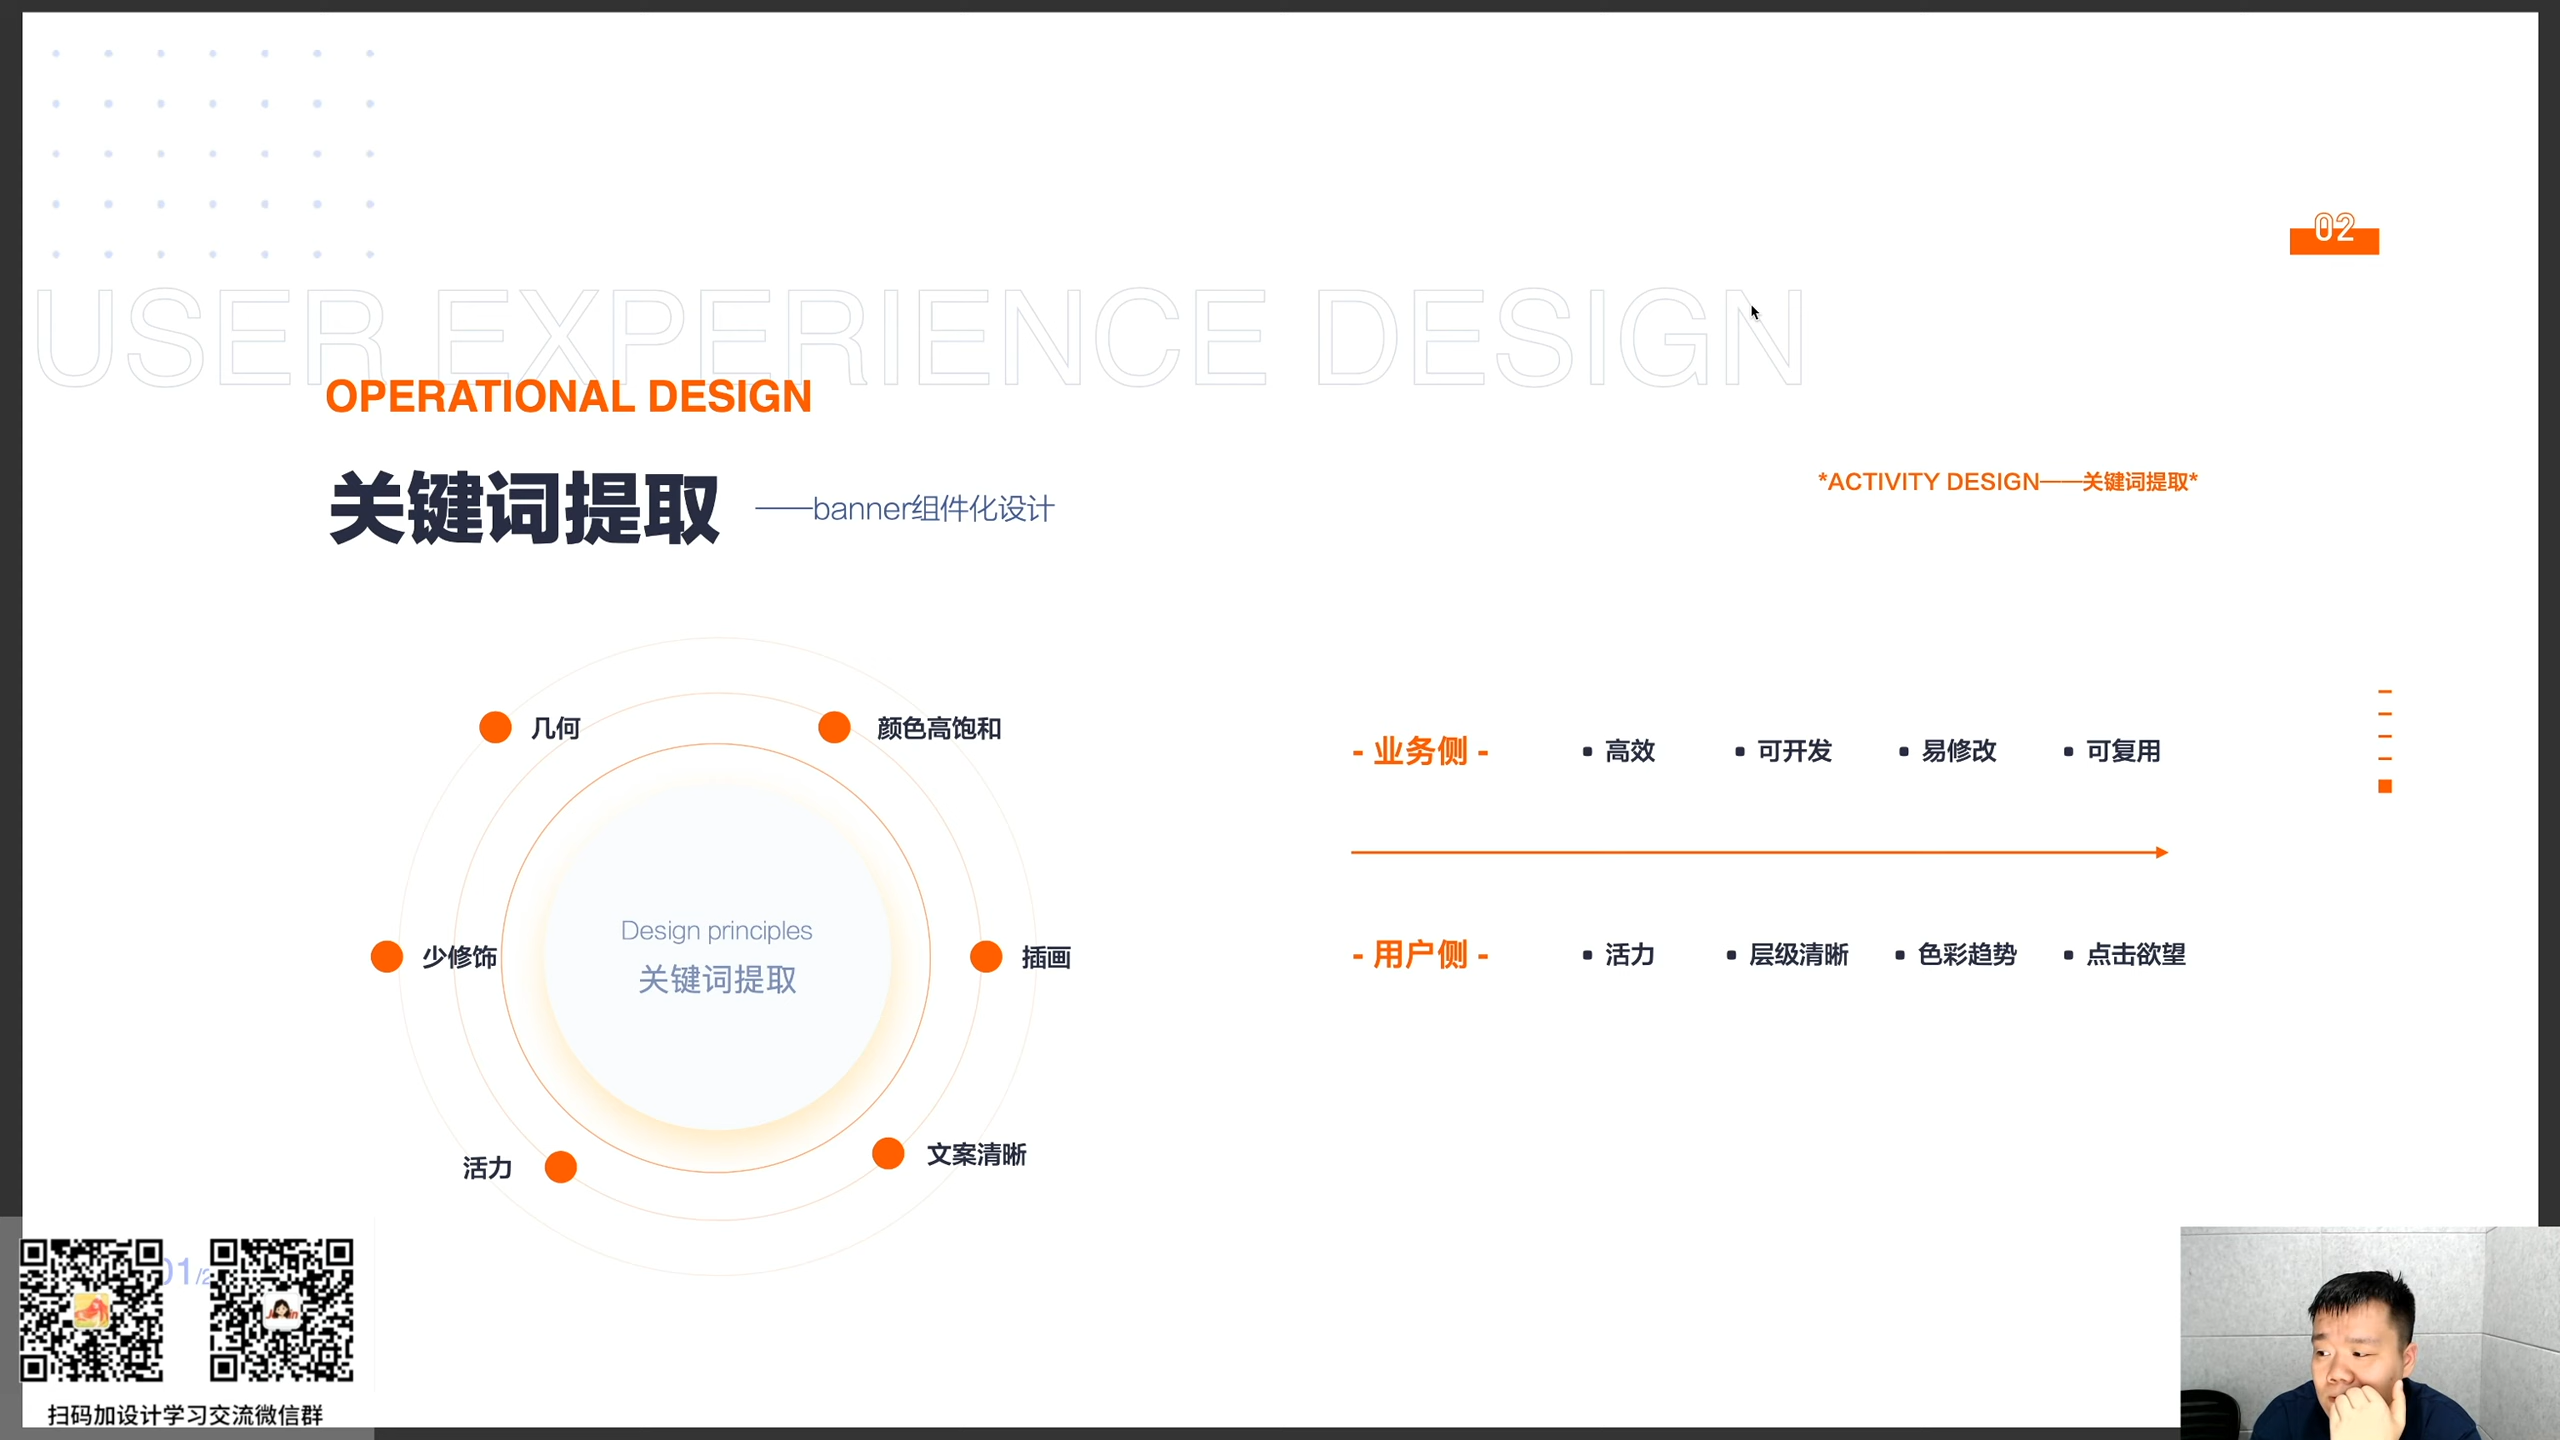 02
USER EXPERIENCE DESIGN
OPERATIONAL DESIGN
关键词提取 ——banner组件化设计
*ACTIVITY DESIGN——关键词提取*
几何
颜色高饱和
少修饰
插画
活力
文案清晰
Design principles
关键词提取
- 业务侧 - ▪ 高效 ▪ 可开发 ▪ 易修改 ▪ 可复用
- 用户侧 - ▪ 活力 ▪ 层级清晰 ▪ 色彩趋势 ▪ 点击欲望
01/2
扫码加设计学习交流微信群